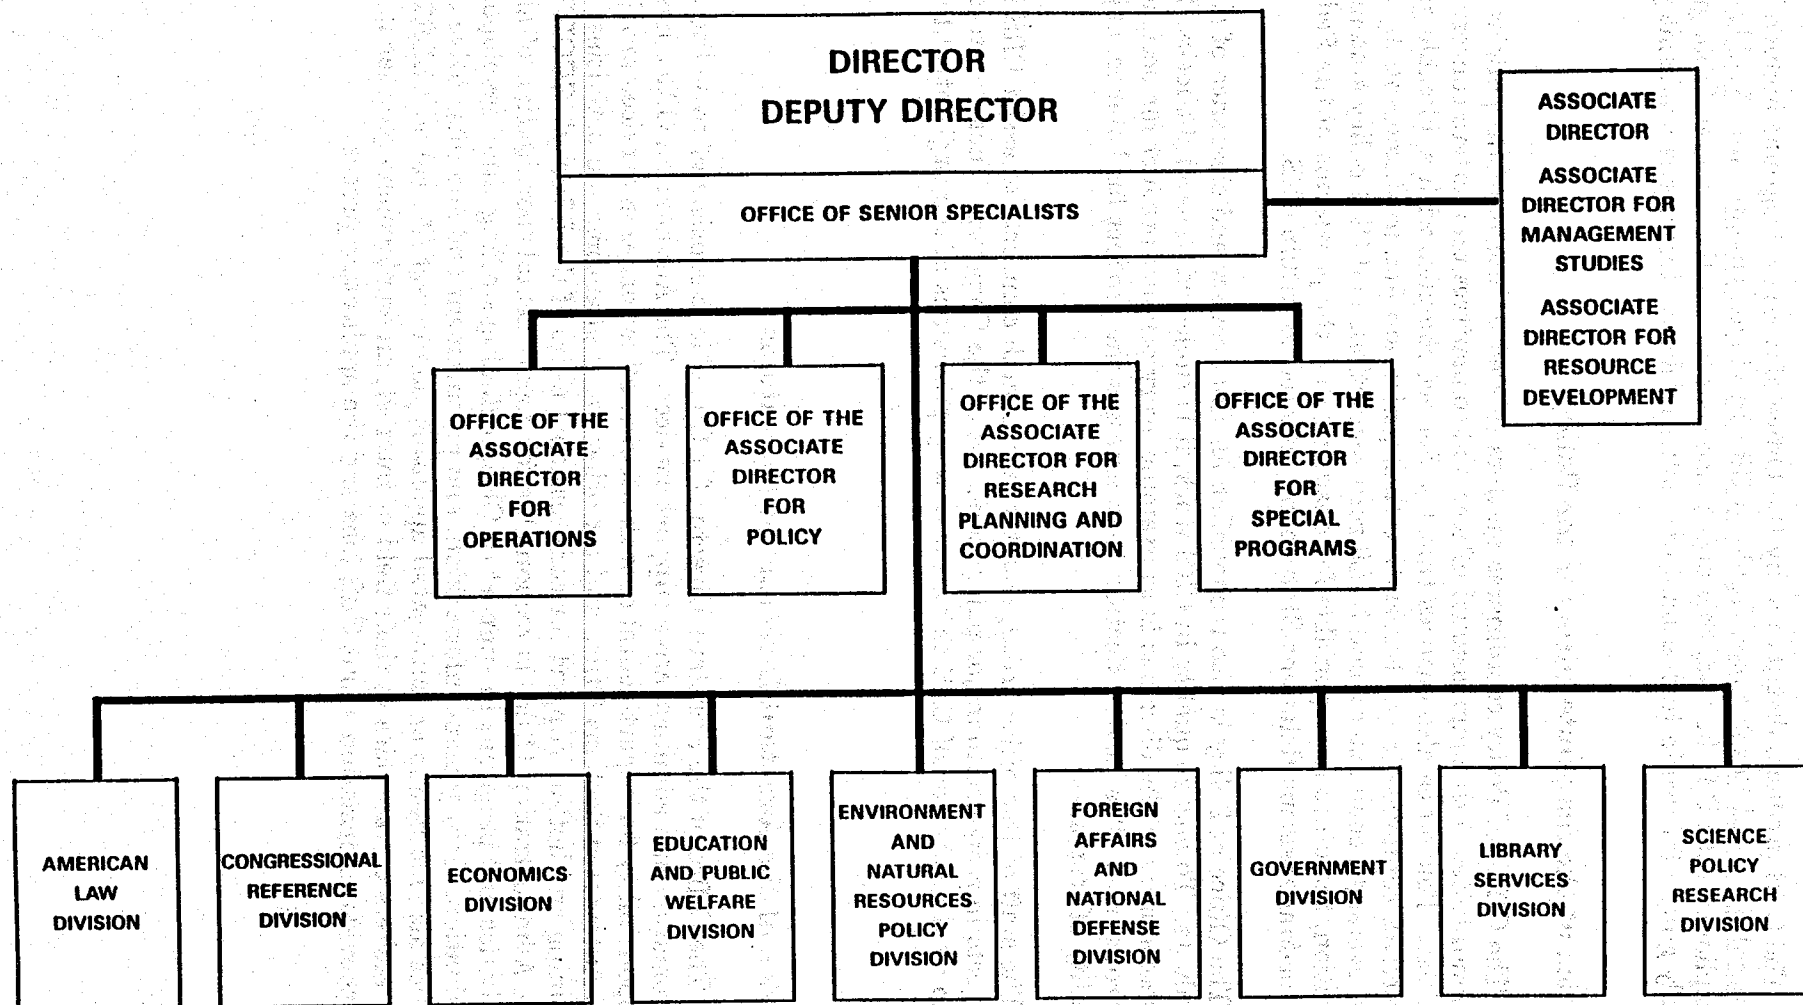 DIRECTOR
DEPUTY DIRECTOR
OFFICE OF SENIOR SPECIALISTS
ASSOCIATE
DIRECTOR
ASSOCIATE
DIRECTOR FOR
MANAGEMENT
STUDIES
ASSOCIATE
DIRECTOR FOR
RESOURCE
DEVELOPMENT
OFFICE OF THE
ASSOCIATE
DIRECTOR
FOR
OPERATIONS
OFFICE OF THE
ASSOCIATE
DIRECTOR
FOR
POLICY
OFFICE OF THE
ASSOCIATE
DIRECTOR FOR
RESEARCH
PLANNING AND
COORDINATION
OFFICE OF THE
ASSOCIATE
DIRECTOR
FOR
SPECIAL
PROGRAMS
AMERICAN
LAW
DIVISION
CONGRESSIONAL
REFERENCE
DIVISION
ECONOMICS
DIVISION
EDUCATION
AND PUBLIC
WELFARE
DIVISION
ENVIRONMENT
AND
NATURAL
RESOURCES
POLICY
DIVISION
FOREIGN
AFFAIRS
AND
NATIONAL
DEFENSE
DIVISION
GOVERNMENT
DIVISION
LIBRARY
SERVICES
DIVISION
SCIENCE
POLICY
RESEARCH
DIVISION